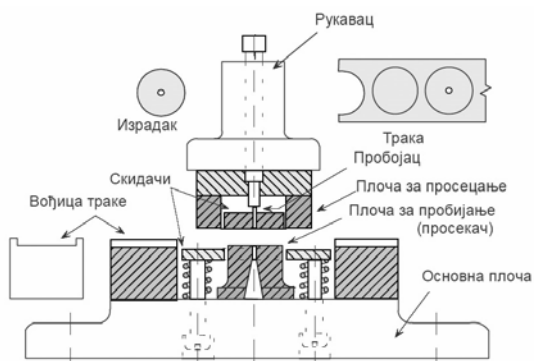 Рукавац
Израдак
Трака
Пробојац
Скидачи
Плоча за просецање
Вођица траке
Плоча за пробијање
(просекач)
Основна плоча